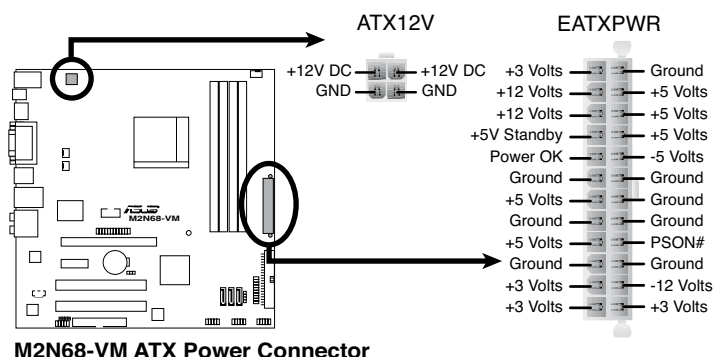 ATX12V
+12V DC +12V DC
GND GND
EATXPWR
+3 Volts Ground
+12 Volts +5 Volts
+12 Volts +5 Volts
+5V Standby +5 Volts
Power OK -5 Volts
Ground Ground
+5 Volts Ground
Ground Ground
+5 Volts PSON#
Ground Ground
+3 Volts -12 Volts
+3 Volts +3 Volts
ASUS
M2N68-VM
M2N68-VM ATX Power Connector